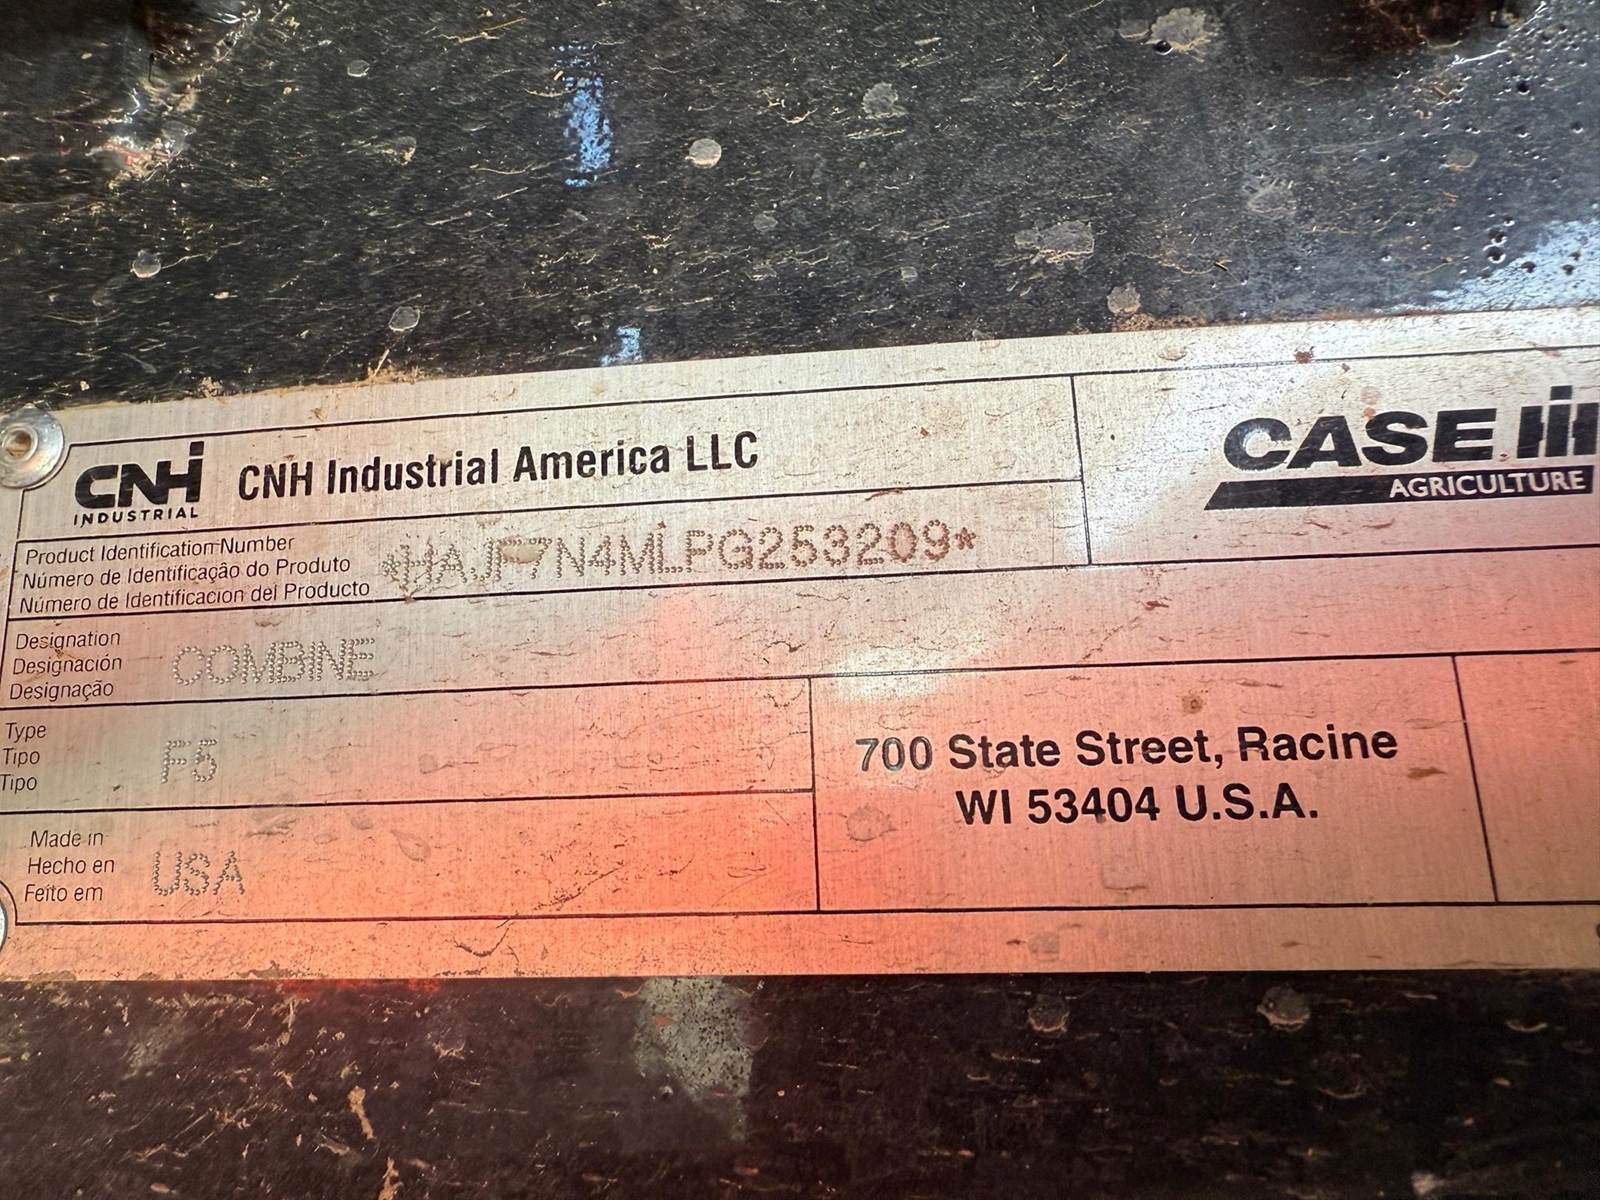 CNH
INDUSTRIAL
CNH Industrial America LLC
CASE IH
AGRICULTURE
Product Identification Number
Número de Identificação do Produto
Número de Identificacion del Producto
*HAJF7N4MLPG253209*
Designation
Designación
Designação
COMBINE
Type
Tipo
Tipo
F5
700 State Street, Racine
WI 53404 U.S.A.
Made in
Hecho en
Feito em
USA